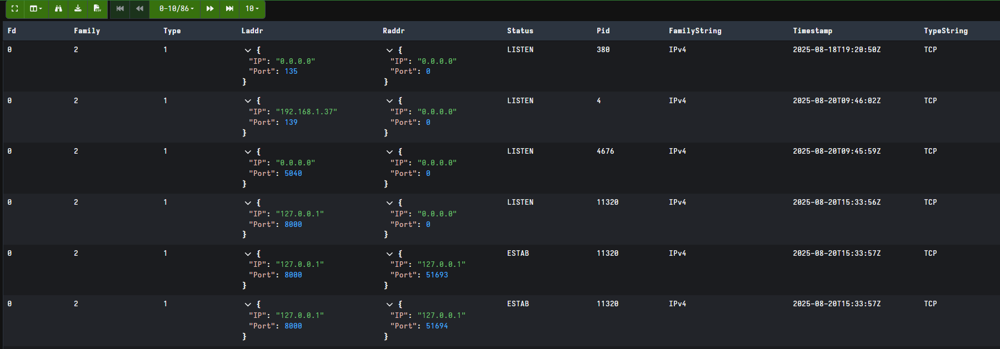 0-10/86 10
Fd Family Type Laddr Raddr Status Pid FamilyString Timestamp TypeString
0 2 1 { { LISTEN 380 IPv4 2025-08-18T19:20:50Z TCP
"IP": "0.0.0.0" "IP": "0.0.0.0"
"Port": 135 "Port": 0
} }
0 2 1 { { LISTEN 4 IPv4 2025-08-20T09:46:02Z TCP
"IP": "192.168.1.37" "IP": "0.0.0.0"
"Port": 139 "Port": 0
} }
0 2 1 { { LISTEN 4676 IPv4 2025-08-20T09:45:59Z TCP
"IP": "0.0.0.0" "IP": "0.0.0.0"
"Port": 5040 "Port": 0
} }
0 2 1 { { LISTEN 11320 IPv4 2025-08-20T15:33:56Z TCP
"IP": "127.0.0.1" "IP": "0.0.0.0"
"Port": 8000 "Port": 0
} }
0 2 1 { { ESTAB 11320 IPv4 2025-08-20T15:33:57Z TCP
"IP": "127.0.0.1" "IP": "127.0.0.1"
"Port": 8000 "Port": 51693
} }
0 2 1 { { ESTAB 11320 IPv4 2025-08-20T15:33:57Z TCP
"IP": "127.0.0.1" "IP": "127.0.0.1"
"Port": 8000 "Port": 51694
} }